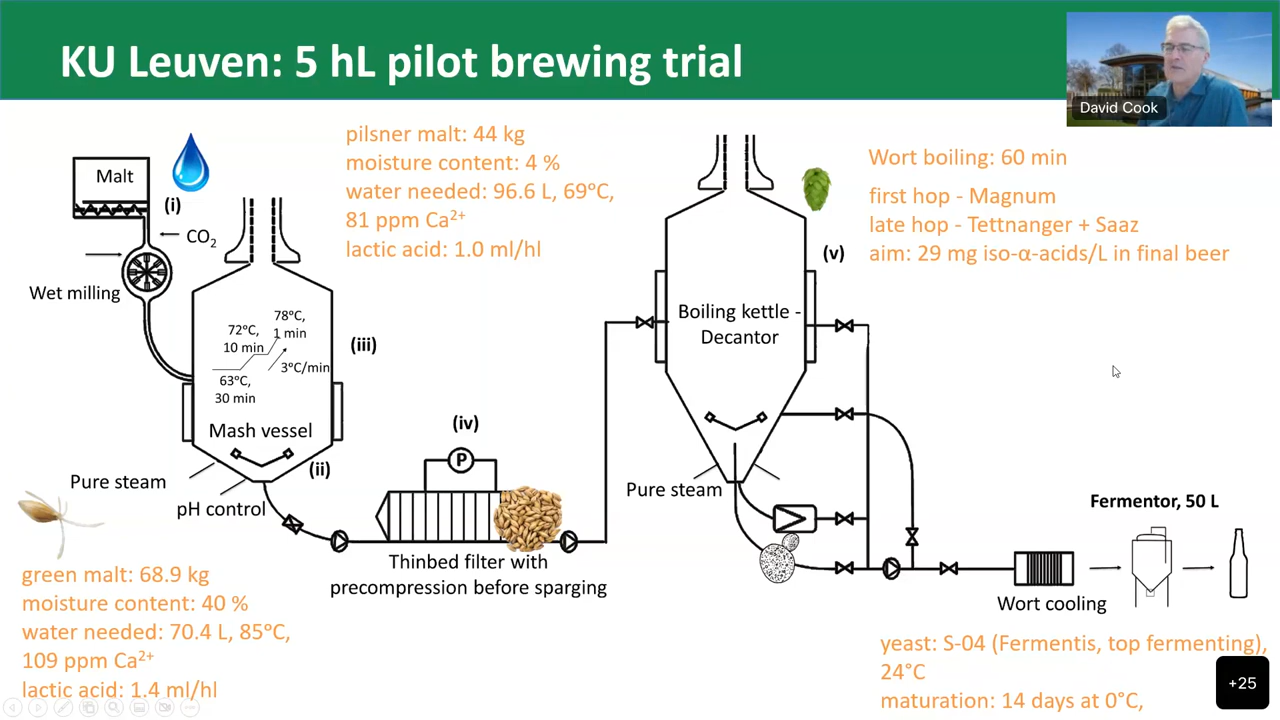 KU Leuven: 5 hL pilot brewing trial
David Cook
pilsner malt: 44 kg
moisture content: 4 %
water needed: 96.6 L, 69°C,
81 ppm Ca2+
lactic acid: 1.0 ml/hl
Wort boiling: 60 min
first hop - Magnum
late hop - Tettnanger + Saaz
aim: 29 mg iso-α-acids/L in final beer
Malt
(i)
CO2
Wet milling
78°C,
1 min
72°C,
10 min
3°C/min
63°C,
30 min
(iii)
Mash vessel
(ii)
Pure steam
pH control
(iv)
P
Thinbed filter with
precompression before sparging
(v)
Boiling kettle -
Decantor
Pure steam
Fermentor, 50 L
Wort cooling
green malt: 68.9 kg
moisture content: 40 %
water needed: 70.4 L, 85°C,
109 ppm Ca2+
lactic acid: 1.4 ml/hl
yeast: S-04 (Fermentis, top fermenting),
24°C
maturation: 14 days at 0°C,
+25